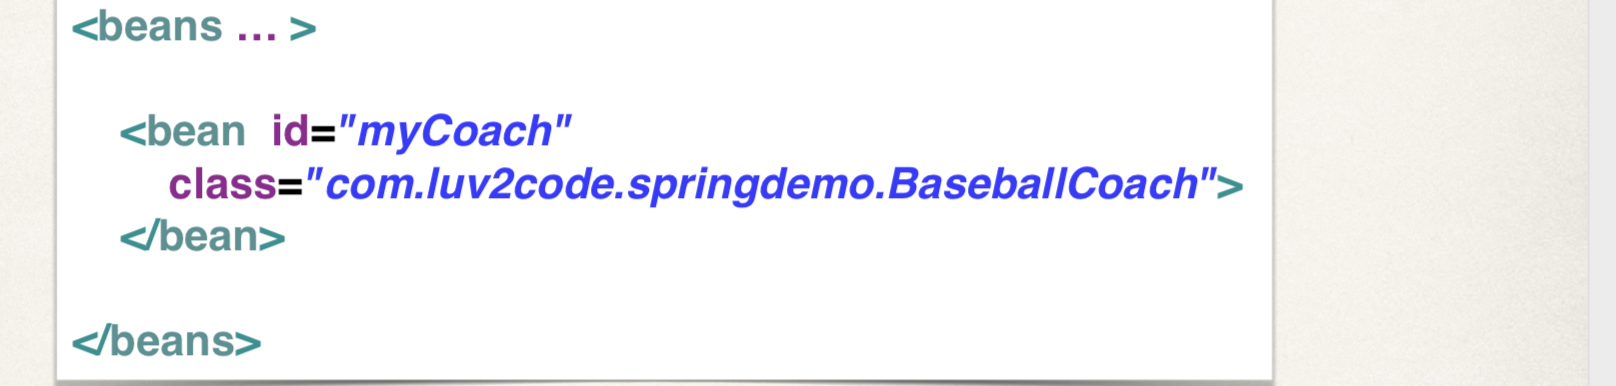 <beans ... >
<bean id="myCoach"
class="com.luv2code.springdemo.BaseballCoach">
</bean>
</beans>